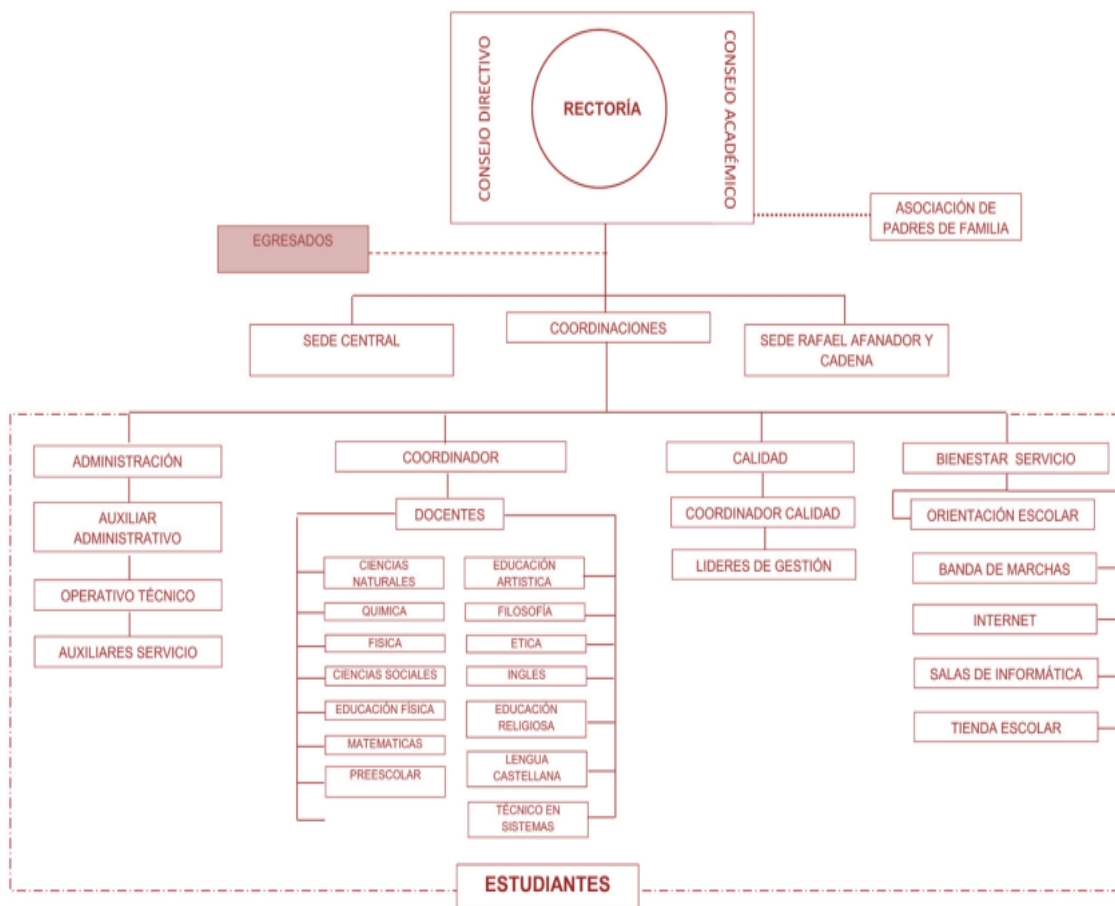 CONSEJO DIRECTIVO
RECTORÍA
CONSEJO ACADÉMICO
ASOCIACIÓN DE
PADRES DE FAMILIA
EGRESADOS
SEDE CENTRAL
COORDINACIONES
SEDE RAFAEL AFANADOR Y
CADENA
ADMINISTRACIÓN
AUXILIAR
ADMINISTRATIVO
OPERATIVO TÉCNICO
AUXILIARES SERVICIO
COORDINADOR
DOCENTES
CIENCIAS
NATURALES
QUIMICA
FISICA
CIENCIAS SOCIALES
EDUCACIÓN FÍSICA
MATEMATICAS
PREESCOLAR
EDUCACIÓN
ARTISTICA
FILOSOFÍA
ETICA
INGLES
EDUCACIÓN
RELIGIOSA
LENGUA
CASTELLANA
TÉCNICO EN
SISTEMAS
CALIDAD
COORDINADOR CALIDAD
LIDERES DE GESTIÓN
BIENESTAR SERVICIO
ORIENTACIÓN ESCOLAR
BANDA DE MARCHAS
INTERNET
SALAS DE INFORMÁTICA
TIENDA ESCOLAR
ESTUDIANTES